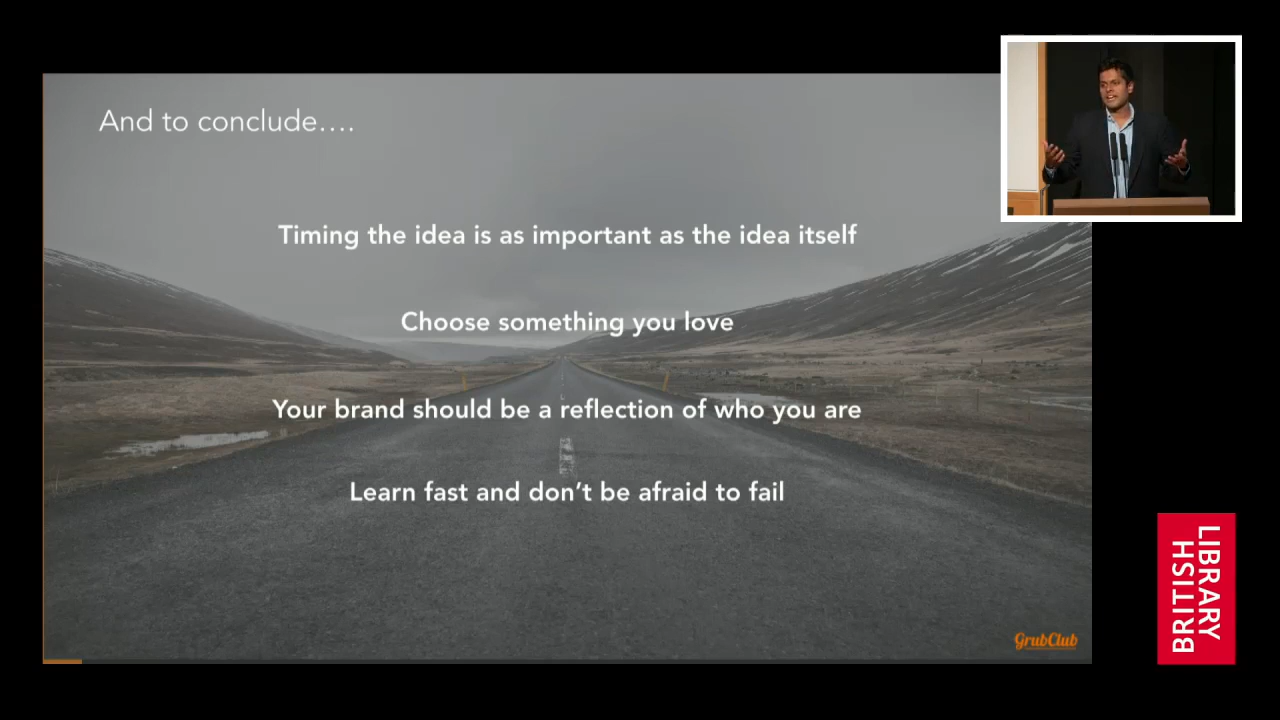 And to conclude….
Timing the idea is as important as the idea itself
Choose something you love
Your brand should be a reflection of who you are
Learn fast and don’t be afraid to fail
GrubClub
LIBRARY
BRITISH